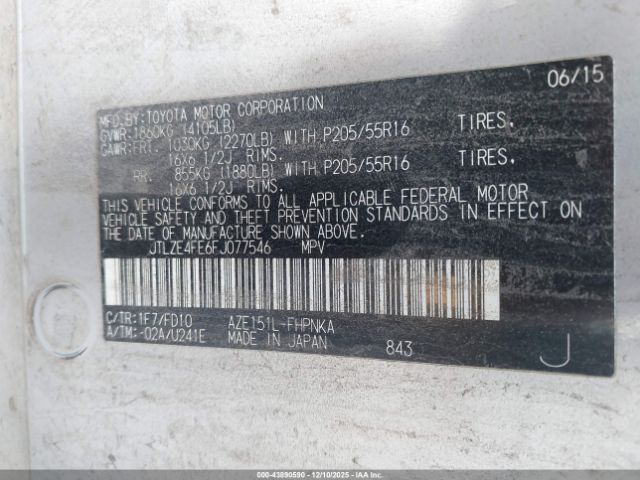 06/15
MFD.BY:TOYOTA MOTOR CORPORATION
GVWR:1860KG (4105LB)
GAWR:FRT. 1030KG (2270LB) WITH P205/55R16 TIRES,
16X6 1/2J RIMS.
RR. 855KG (1880LB) WITH P205/55R16 TIRES,
16X6 1/2J RIMS.
THIS VEHICLE CONFORMS TO ALL APPLICABLE FEDERAL MOTOR
VEHICLE SAFETY AND THEFT PREVENTION STANDARDS IN EFFECT ON
THE DATE OF MANUFACTURE SHOWN ABOVE.
JTLZE4FE6FJ077546 MPV
C/TR:1F7/FD10 AZE151L-FHPNKA
A/TM:-02A/U241E MADE IN JAPAN 843 J
000-43890590 - 12/10/2025 - IAA Inc.